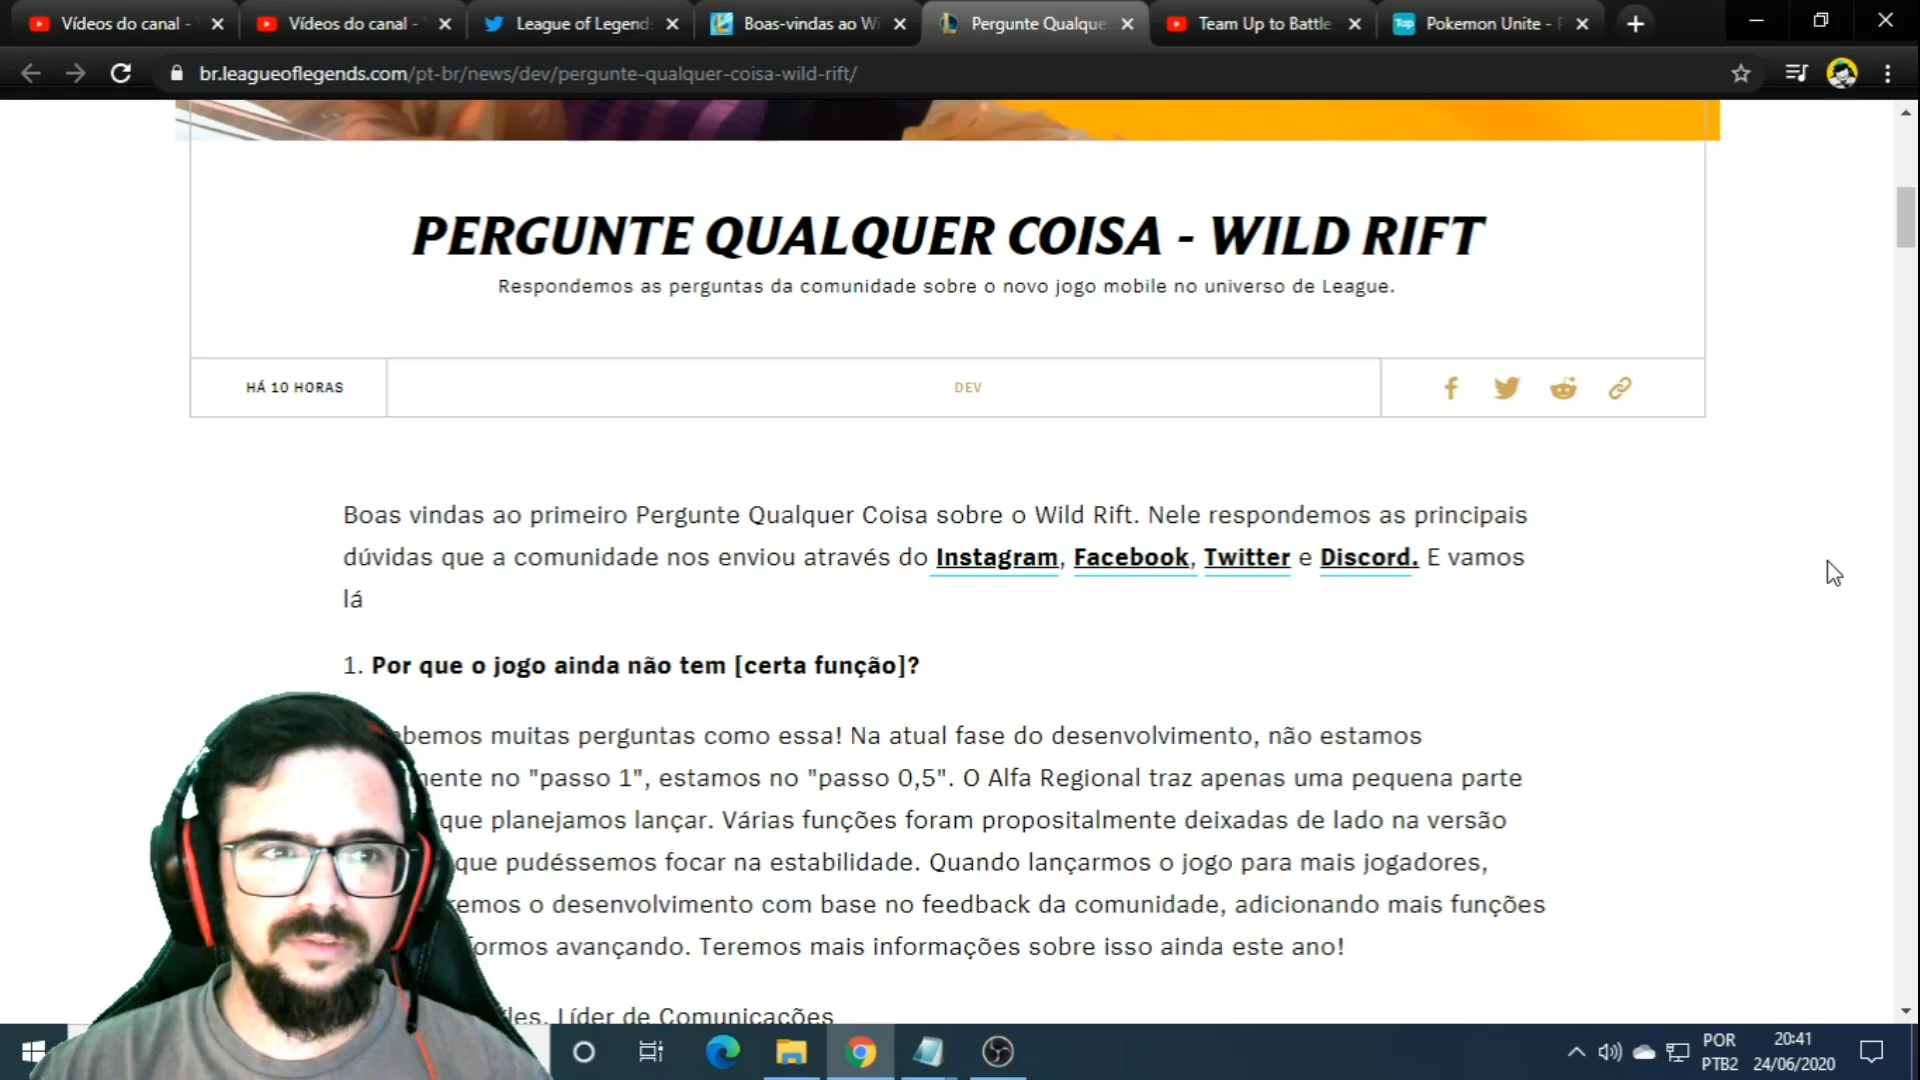 Vídeos do canal -
Vídeos do canal -
League of Legend
Boas-vindas ao Wi
Pergunte Qualque
Team Up to Battle
Pokemon Unite -
br.leagueoflegends.com/pt-br/news/dev/pergunte-qualquer-coisa-wild-rift/
PERGUNTE QUALQUER COISA - WILD RIFT
Respondemos as perguntas da comunidade sobre o novo jogo mobile no universo de League.
HÁ 10 HORAS
DEV
Boas vindas ao primeiro Pergunte Qualquer Coisa sobre o Wild Rift. Nele respondemos as principais
dúvidas que a comunidade nos enviou através do Instagram, Facebook, Twitter e Discord. E vamos
lá
1. Por que o jogo ainda não tem [certa função]?
ebemos muitas perguntas como essa! Na atual fase do desenvolvimento, não estamos
mente no "passo 1", estamos no "passo 0,5". O Alfa Regional traz apenas uma pequena parte
que planejamos lançar. Várias funções foram propositalmente deixadas de lado na versão
que pudéssemos focar na estabilidade. Quando lançarmos o jogo para mais jogadores,
remos o desenvolvimento com base no feedback da comunidade, adicionando mais funções
formos avançando. Teremos mais informações sobre isso ainda este ano!
les, Líder de Comunicações
POR
PTB2
20:41
24/06/2020